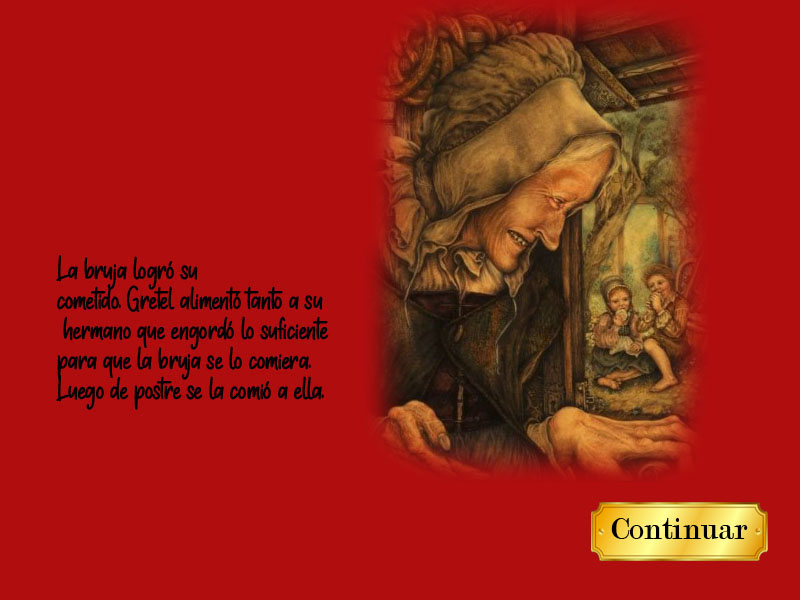 La bruja logró su
cometido. Gretel alimentó tanto a su
hermano que engordó lo suficiente
para que la bruja se lo comiera.
Luego de postre se la comió a ella.
Continuar